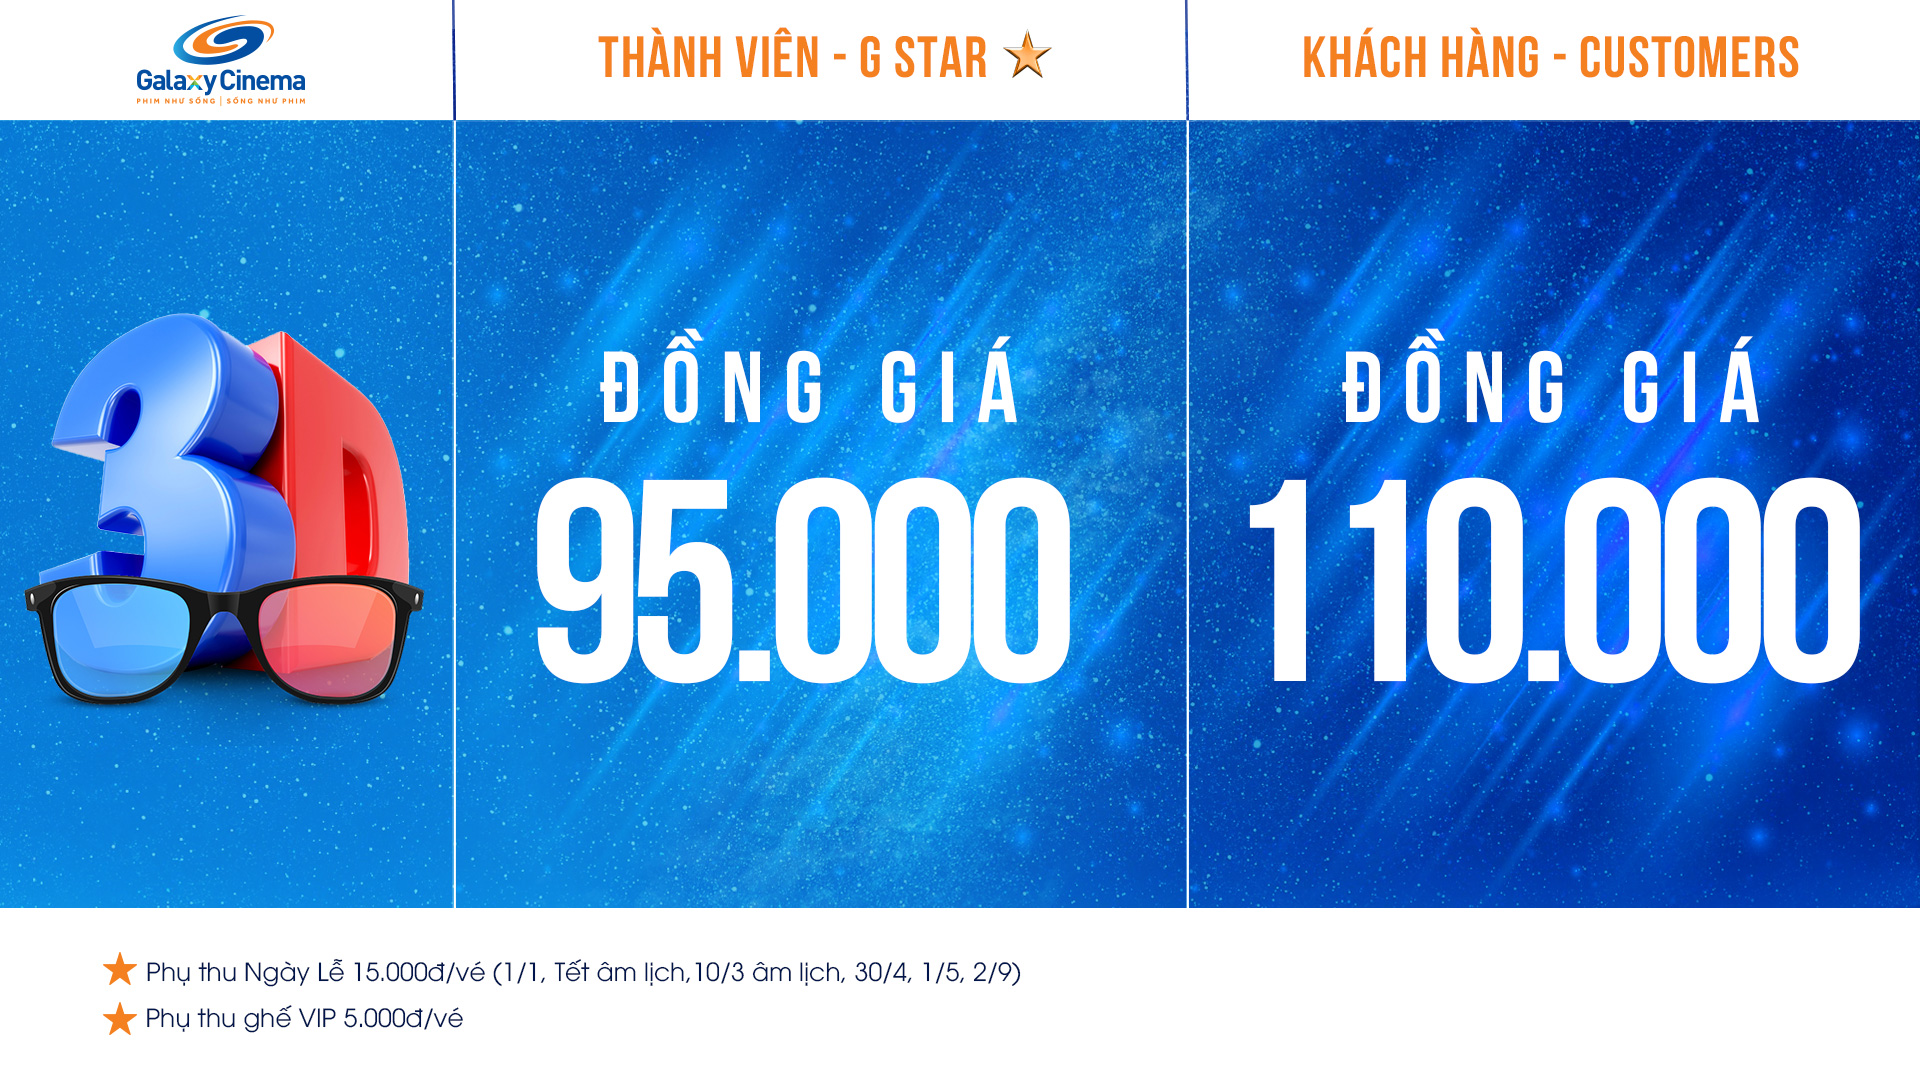 Galaxy Cinema
PHIM NHƯ SỐNG | SỐNG NHƯ PHIM
THÀNH VIÊN - G STAR
KHÁCH HÀNG - CUSTOMERS
3D
ĐỒNG GIÁ
95.000
ĐỒNG GIÁ
110.000
Phụ thu Ngày Lễ 15.000đ/vé (1/1, Tết âm lịch,10/3 âm lịch, 30/4, 1/5, 2/9)
Phụ thu ghế VIP 5.000đ/vé